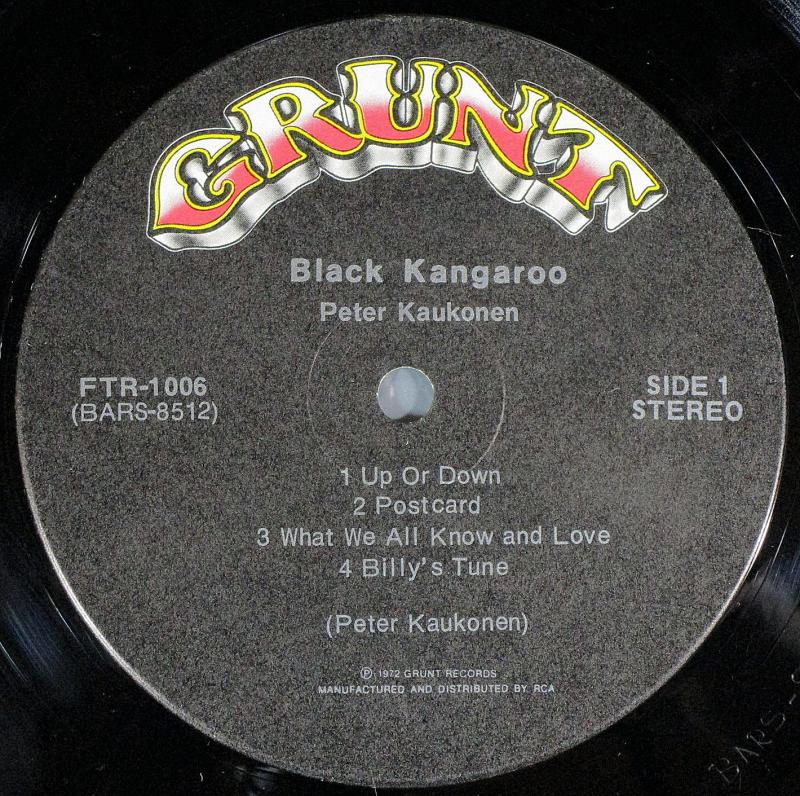 GRUNT
Black Kangaroo
Peter Kaukonen
FTR-1006
(BARS-8512)
SIDE 1
STEREO
1 Up Or Down
2 Postcard
3 What We All Know and Love
4 Billy's Tune
(Peter Kaukonen)
Ⓟ 1972 GRUNT RECORDS
MANUFACTURED AND DISTRIBUTED BY RCA
BARS-